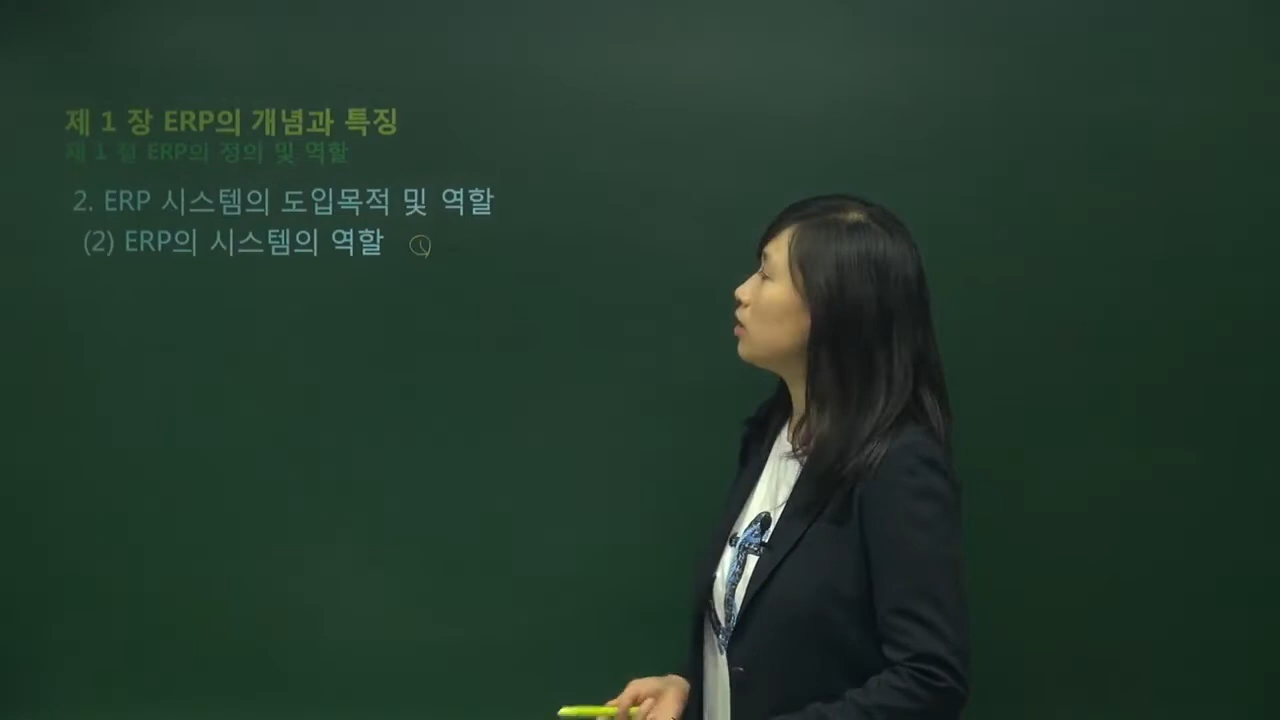 제 1 장 ERP의 개념과 특징
제 1 절 ERP의 정의 및 역할
2. ERP 시스템의 도입목적 및 역할
(2) ERP의 시스템의 역할